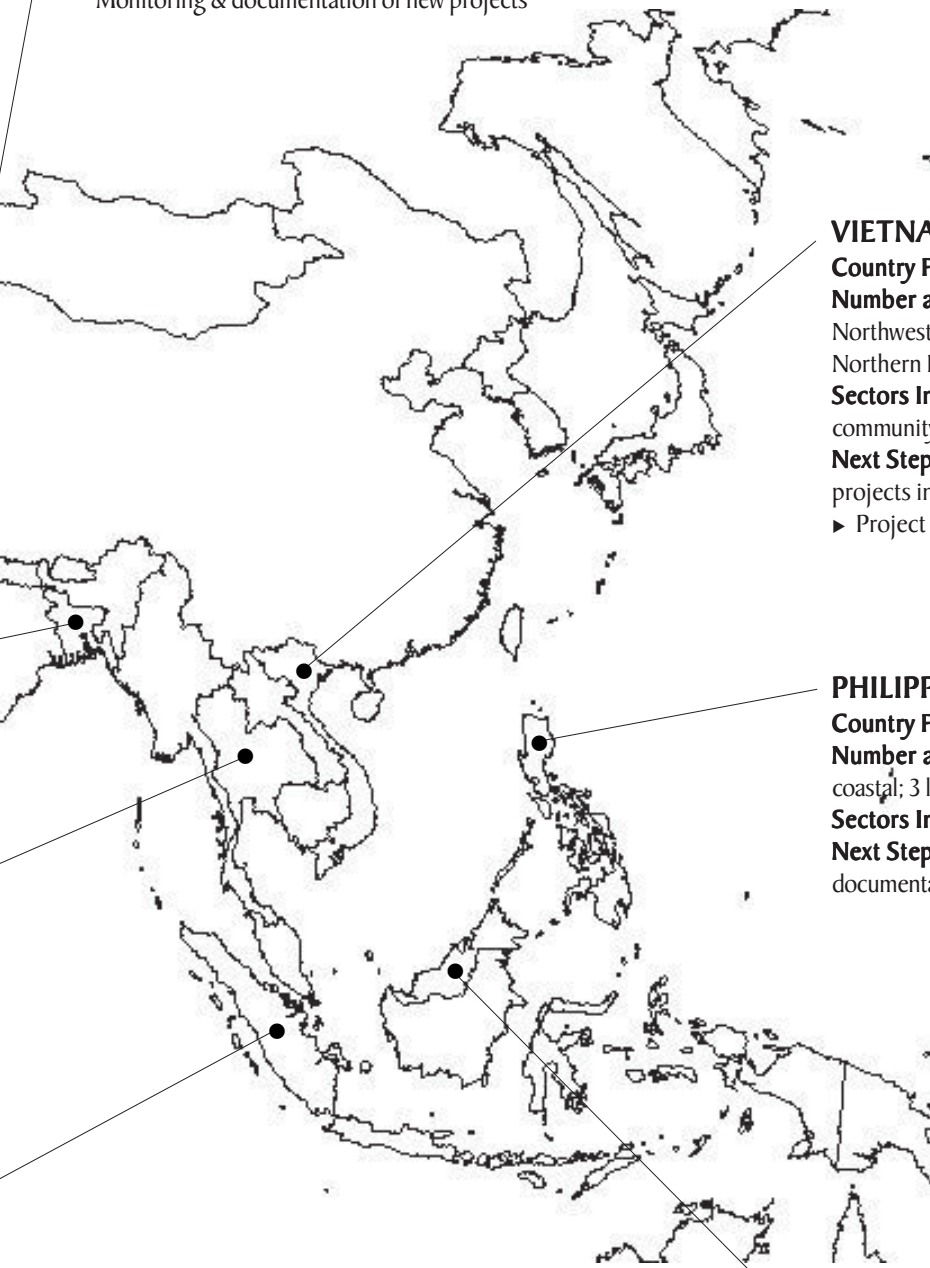 Monitoring & documentation of new projects
VIETNA
Country P
Number a
Northwest
Northern
Sectors In
community
Next Step
projects in
▸ Project
PHILIPP
Country P
Number a
coastal; 3 l
Sectors In
Next Step
documenta